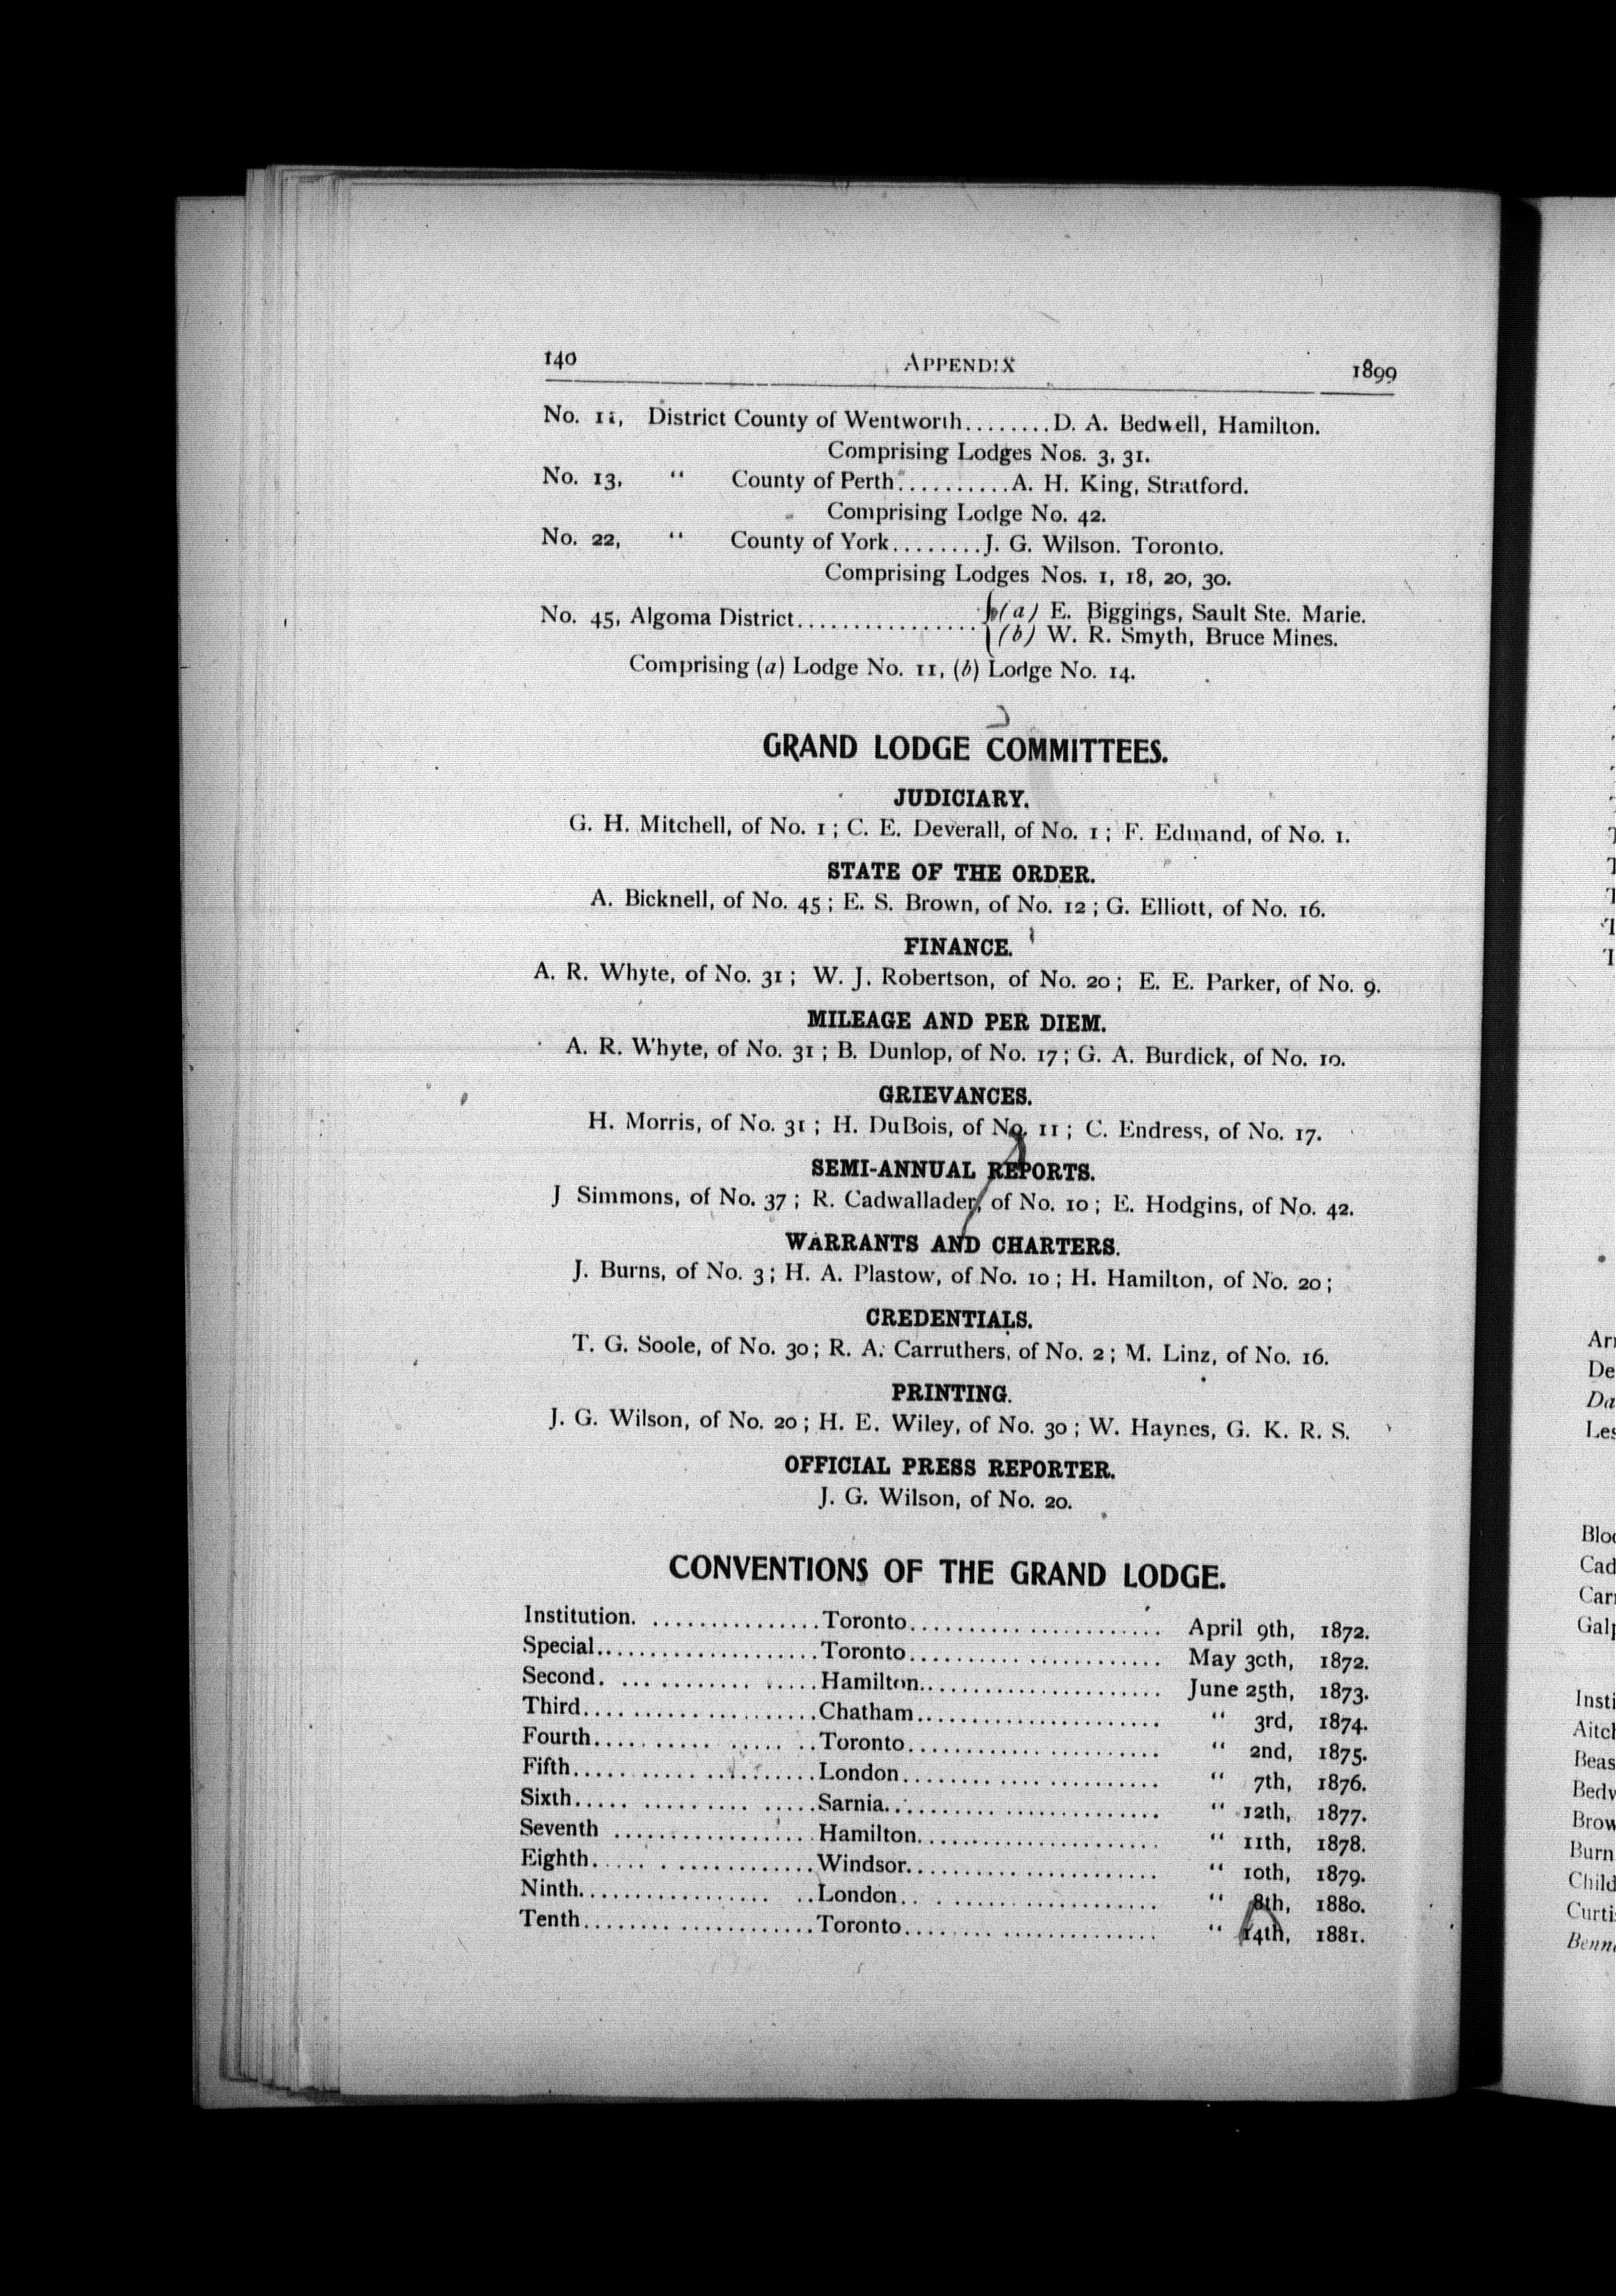 140 APPENDIX 1899
No. 11, District County of Wentworth........D. A. Bedwell, Hamilton.
Comprising Lodges Nos. 3, 31.
No. 13, " County of Perth..........A. H. King, Stratford.
Comprising Lodge No. 42.
No. 22, " County of York........J. G. Wilson. Toronto.
Comprising Lodges Nos. 1, 18, 20, 30.
No. 45, Algoma District................{(a) E. Biggings, Sault Ste. Marie.
(b) W. R. Smyth, Bruce Mines.
Comprising (a) Lodge No. 11, (b) Lodge No. 14.
GRAND LODGE COMMITTEES.
JUDICIARY.
G. H. Mitchell, of No. 1; C. E. Deverall, of No. 1; F. Edmand, of No. 1.
STATE OF THE ORDER.
A. Bicknell, of No. 45; E. S. Brown, of No. 12; G. Elliott, of No. 16.
FINANCE.
A. R. Whyte, of No. 31; W. J. Robertson, of No. 20; E. E. Parker, of No. 9.
MILEAGE AND PER DIEM.
A. R. Whyte, of No. 31; B. Dunlop, of No. 17; G. A. Burdick, of No. 10.
GRIEVANCES.
H. Morris, of No. 31; H. DuBois, of No. 11; C. Endress, of No. 17.
SEMI-ANNUAL REPORTS.
J Simmons, of No. 37; R. Cadwallader, of No. 10; E. Hodgins, of No. 42.
WARRANTS AND CHARTERS.
J. Burns, of No. 3; H. A. Plastow, of No. 10; H. Hamilton, of No. 20;
CREDENTIALS.
T. G. Soole, of No. 30; R. A. Carruthers, of No. 2; M. Linz, of No. 16.
PRINTING.
J. G. Wilson, of No. 20; H. E. Wiley, of No. 30; W. Haynes, G. K. R. S.
OFFICIAL PRESS REPORTER.
J. G. Wilson, of No. 20.
CONVENTIONS OF THE GRAND LODGE.
Institution. ...............Toronto....................... April 9th, 1872.
Special....................Toronto....................... May 30th, 1872.
Second. ...................Hamilton...................... June 25th, 1873.
Third......................Chatham...................... " 3rd, 1874.
Fourth.....................Toronto....................... " 2nd, 1875.
Fifth......................London....................... " 7th, 1876.
Sixth......................Sarnia........................ " 12th, 1877.
Seventh ..................Hamilton...................... " 11th, 1878.
Eighth.....................Windsor....................... " 10th, 1879.
Ninth......................London....................... " 8th, 1880.
Tenth......................Toronto....................... " 14th, 1881.